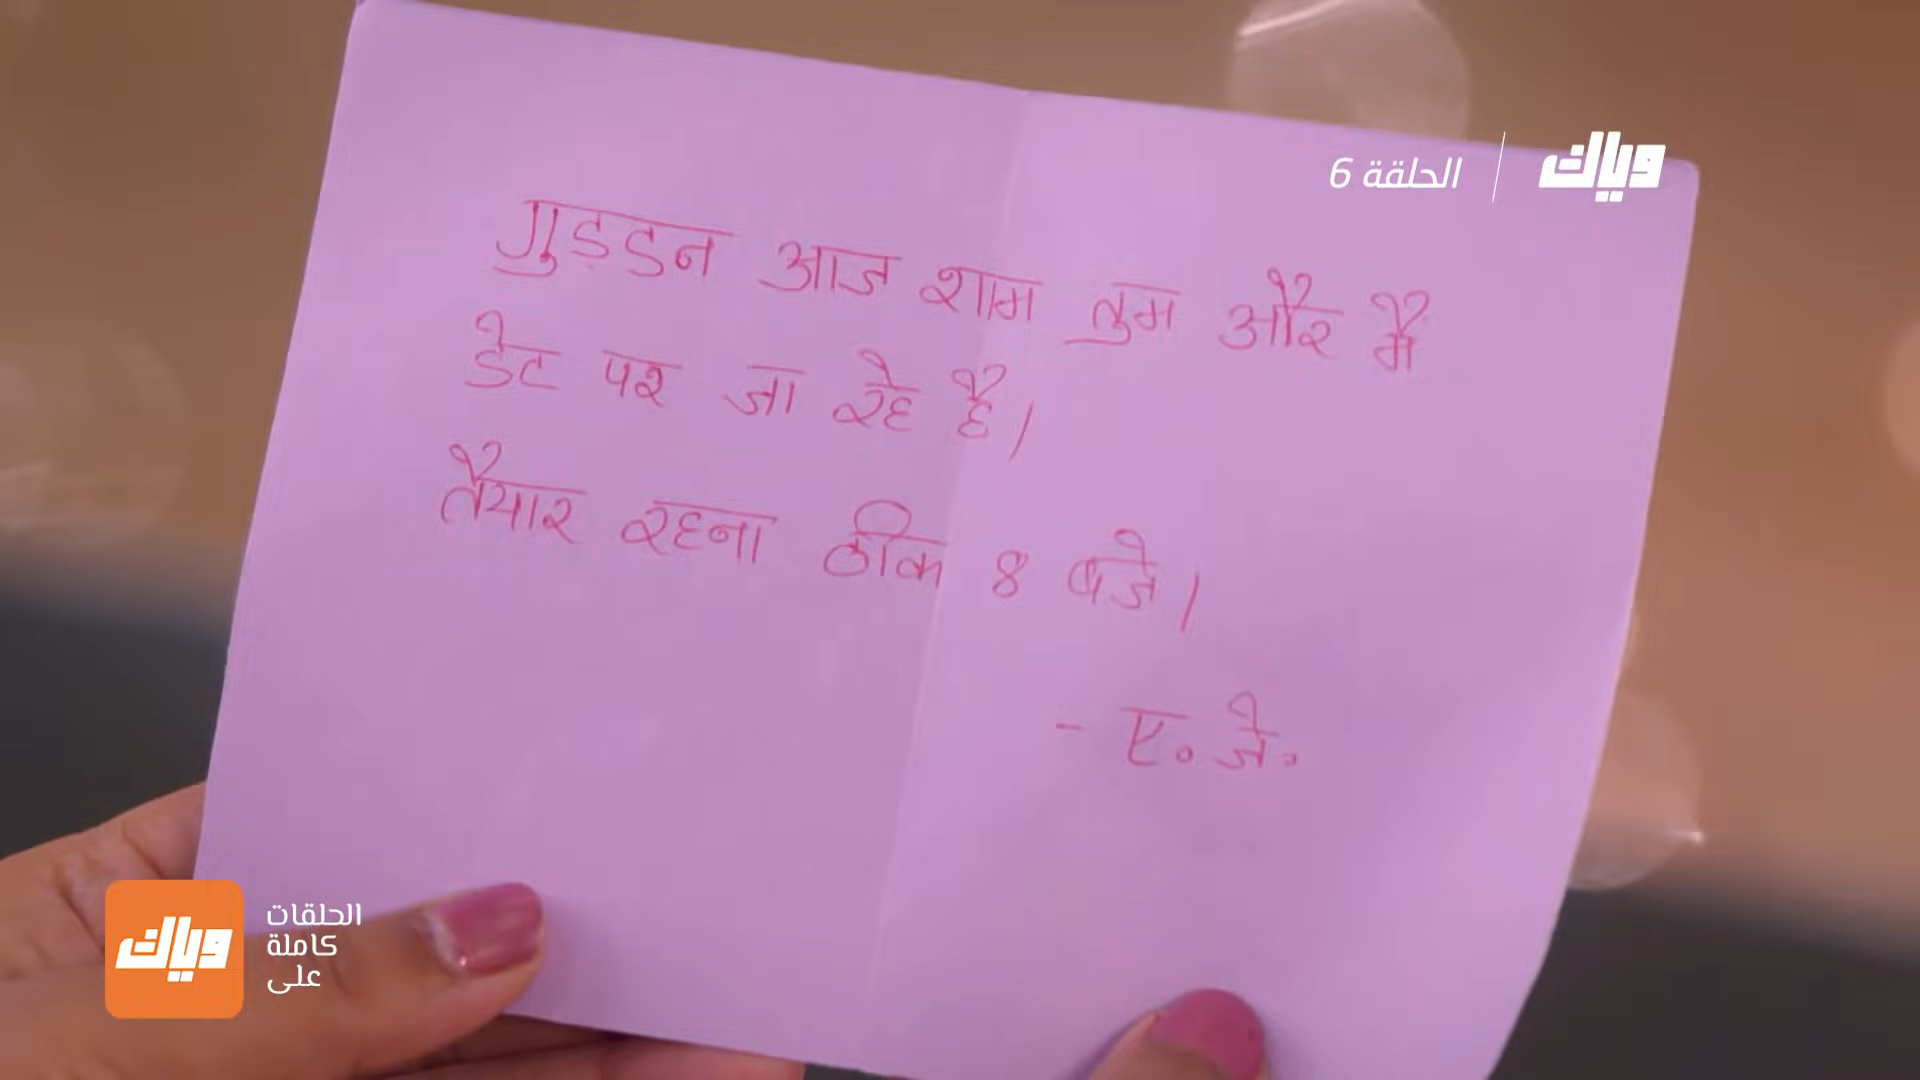 الحلقة 6 | وياك
गुड़डन आज शाम तुम और मै
डेट पर जा रहे है।
तैयार रहना ठीक 8 बजे।
- ए. जे.
وياك
الحلقات
كاملة
على